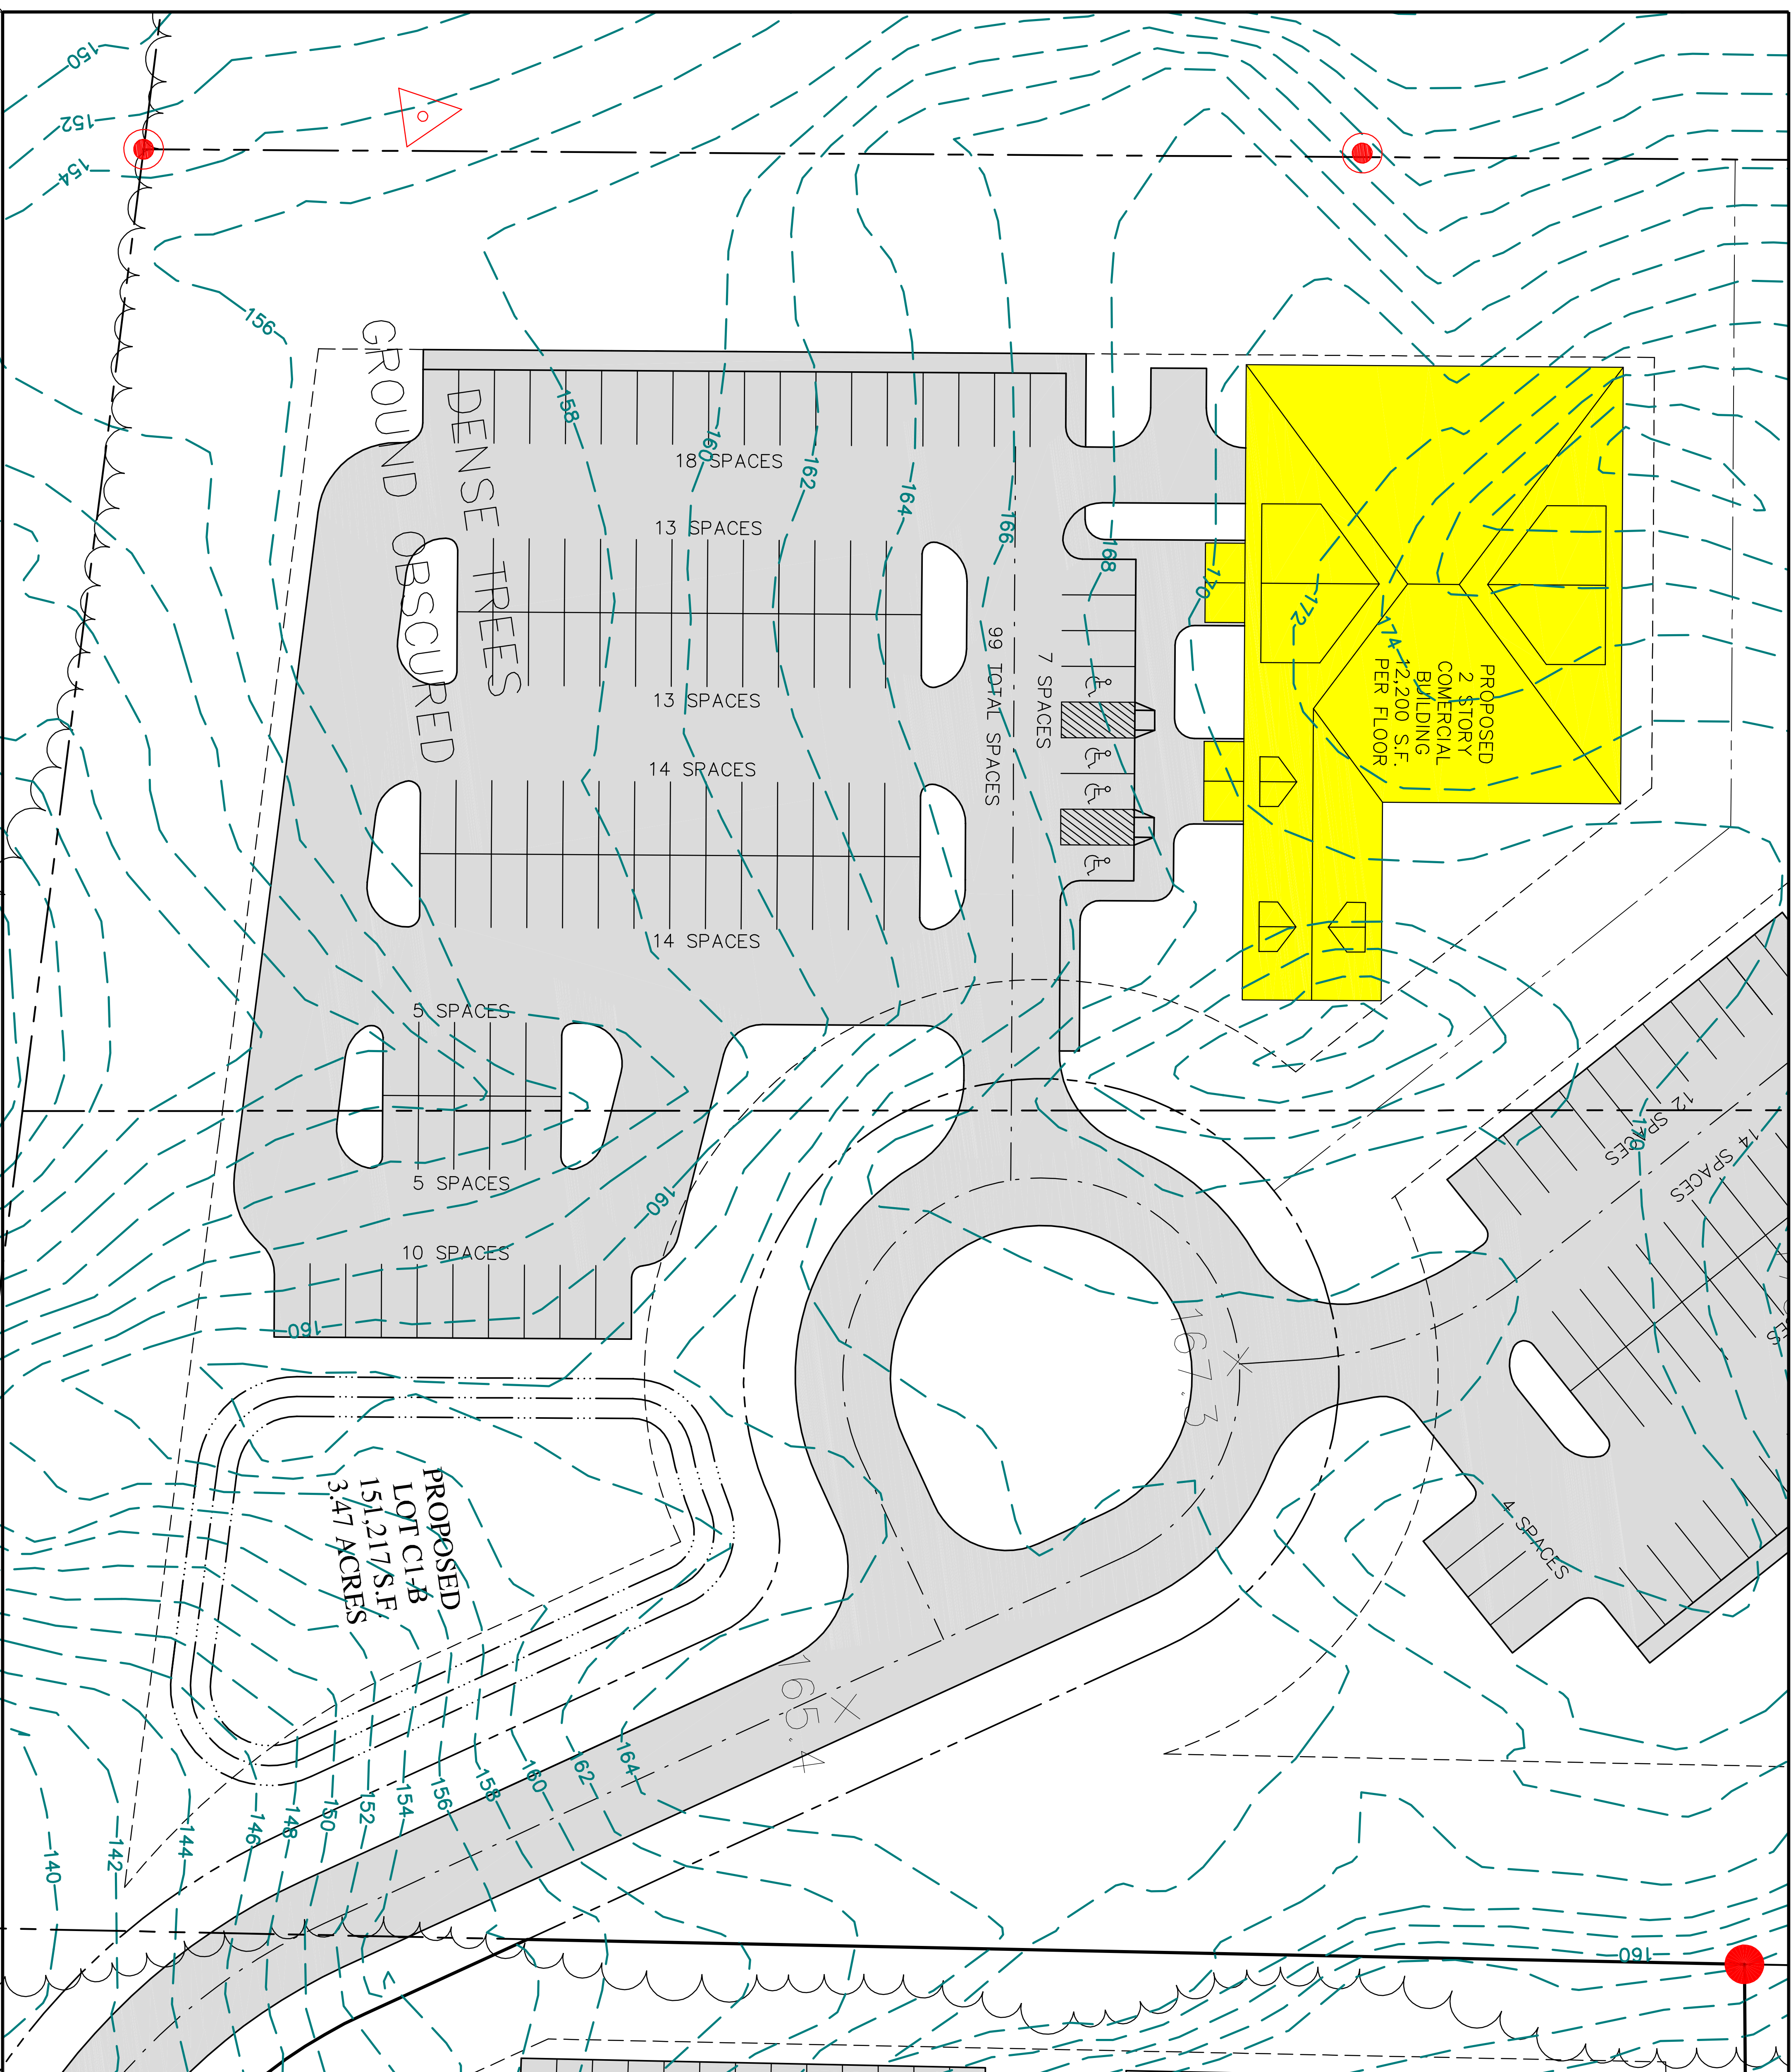 150
152
154
156
GROUND OBSCURED
DENSE TREES
158
160
162
164
166
168
170
172
174
18 SPACES
13 SPACES
13 SPACES
14 SPACES
14 SPACES
5 SPACES
5 SPACES
10 SPACES
7 SPACES
99 TOTAL SPACES
PROPOSED
2 STORY
COMERCIAL
BUILDING
12,200 S.F.
PER FLOOR
12 SPACES
14 SPACES
170
4 SPACES
160
160
167.3
165.4
PROPOSED
LOT C1-B
151,217 S.F.
3.47 ACRES
140
142
144
146
148
150
152
154
156
158
160
162
164
160